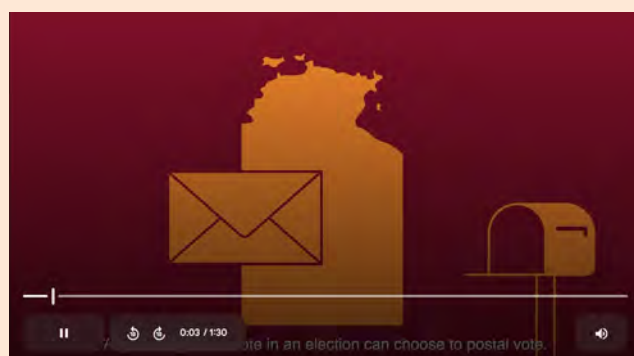 0:03 / 1:30
ote in an election can choose to postal vote.